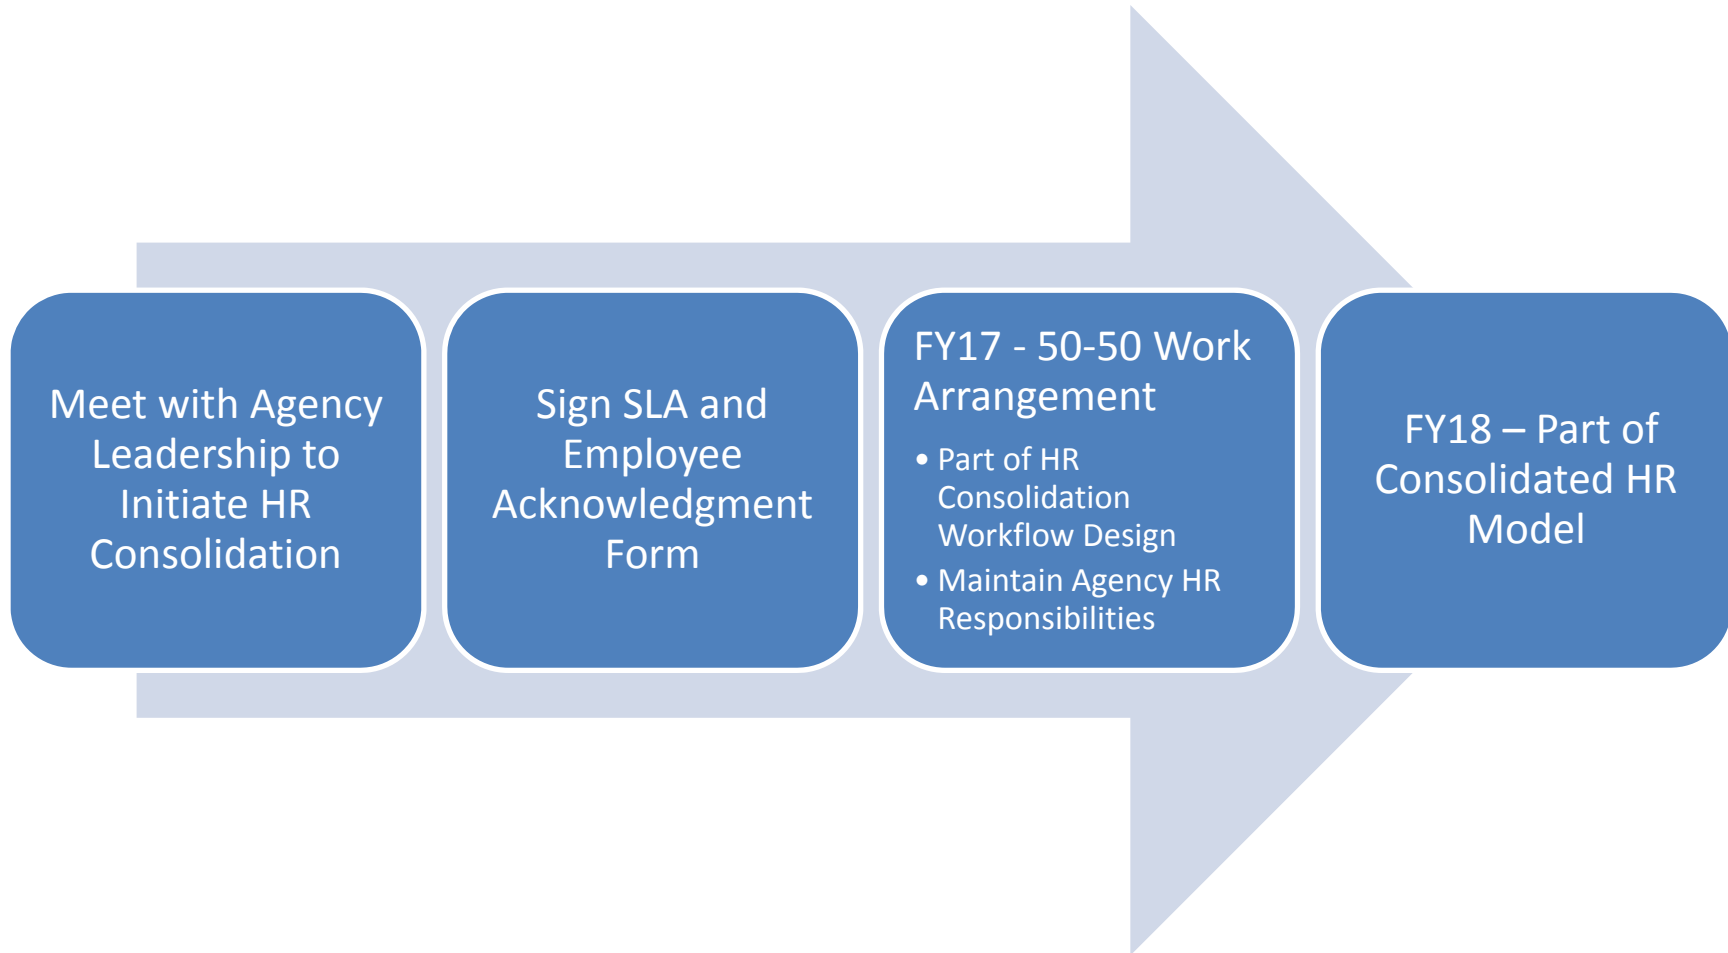 Meet with Agency
Leadership to
Initiate HR
Consolidation
Sign SLA and
Employee
Acknowledgment
Form
FY17 - 50-50 Work
Arrangement
• Part of HR
Consolidation
Workflow Design
• Maintain Agency HR
Responsibilities
FY18 – Part of
Consolidated HR
Model